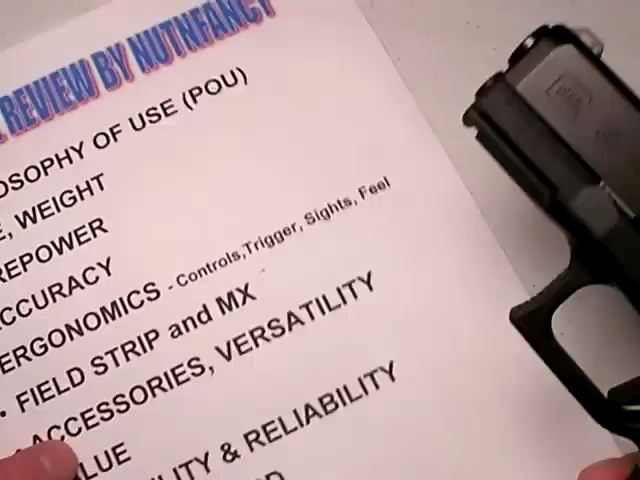 REVIEW BY NUTNFANCY
OSOPHY OF USE (POU)
E, WEIGHT
REPOWER
CCURACY
ERGONOMICS - Controls,Trigger, Sights, Feel
• FIELD STRIP and MX
ACCESSORIES, VERSATILITY
LUE
ILITY & RELIABILITY